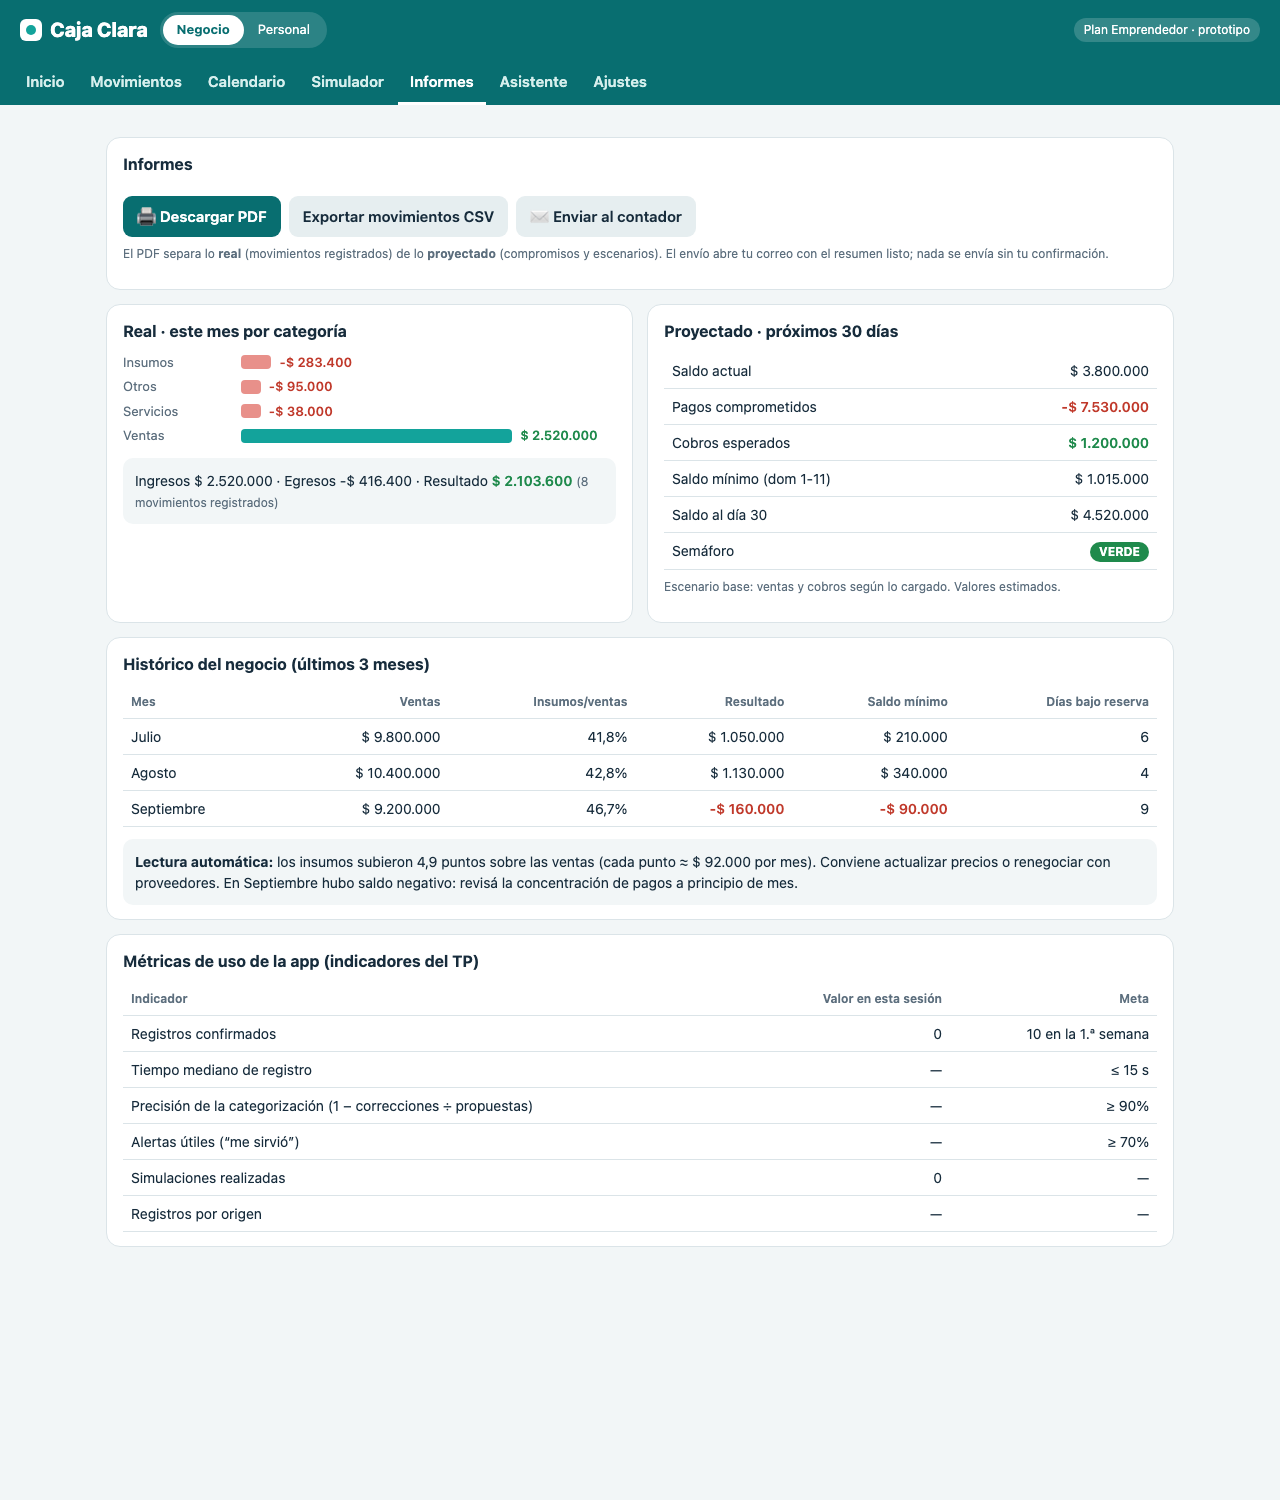 Caja Clara
Negocio
Personal
Plan Emprendedor · prototipo
Inicio
Movimientos
Calendario
Simulador
Informes
Asistente
Ajustes
Informes
Descargar PDF
Exportar movimientos CSV
Enviar al contador
El PDF separa lo real (movimientos registrados) de lo proyectado (compromisos y escenarios). El envío abre tu correo con el resumen listo; nada se envía sin tu confirmación.
Real · este mes por categoría
Insumos -$ 283.400
Otros -$ 95.000
Servicios -$ 38.000
Ventas $ 2.520.000
Ingresos $ 2.520.000 · Egresos -$ 416.400 · Resultado $ 2.103.600 (8
movimientos registrados)
Proyectado · próximos 30 días
Saldo actual $ 3.800.000
Pagos comprometidos -$ 7.530.000
Cobros esperados $ 1.200.000
Saldo mínimo (dom 1-11) $ 1.015.000
Saldo al día 30 $ 4.520.000
Semáforo VERDE
Escenario base: ventas y cobros según lo cargado. Valores estimados.
Histórico del negocio (últimos 3 meses)
Mes Ventas Insumos/ventas Resultado Saldo mínimo Días bajo reserva
Julio $ 9.800.000 41,8% $ 1.050.000 $ 210.000 6
Agosto $ 10.400.000 42,8% $ 1.130.000 $ 340.000 4
Septiembre $ 9.200.000 46,7% -$ 160.000 -$ 90.000 9
Lectura automática: los insumos subieron 4,9 puntos sobre las ventas (cada punto ≈ $ 92.000 por mes). Conviene actualizar precios o renegociar con
proveedores. En Septiembre hubo saldo negativo: revisá la concentración de pagos a principio de mes.
Métricas de uso de la app (indicadores del TP)
Indicador Valor en esta sesión Meta
Registros confirmados 0 10 en la 1.ª semana
Tiempo mediano de registro — ≤ 15 s
Precisión de la categorización (1 − correcciones ÷ propuestas) — ≥ 90%
Alertas útiles (“me sirvió”) — ≥ 70%
Simulaciones realizadas 0 —
Registros por origen — —